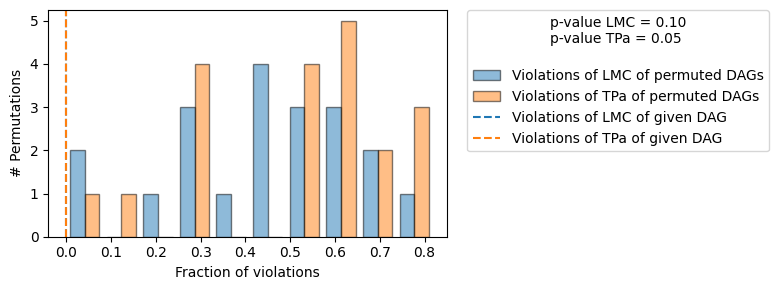 # Permutations
5
4
3
2
1
0
0.0 0.1 0.2 0.3 0.4 0.5 0.6 0.7 0.8
Fraction of violations
p-value LMC = 0.10
p-value TPa = 0.05
Violations of LMC of permuted DAGs
Violations of TPa of permuted DAGs
Violations of LMC of given DAG
Violations of TPa of given DAG